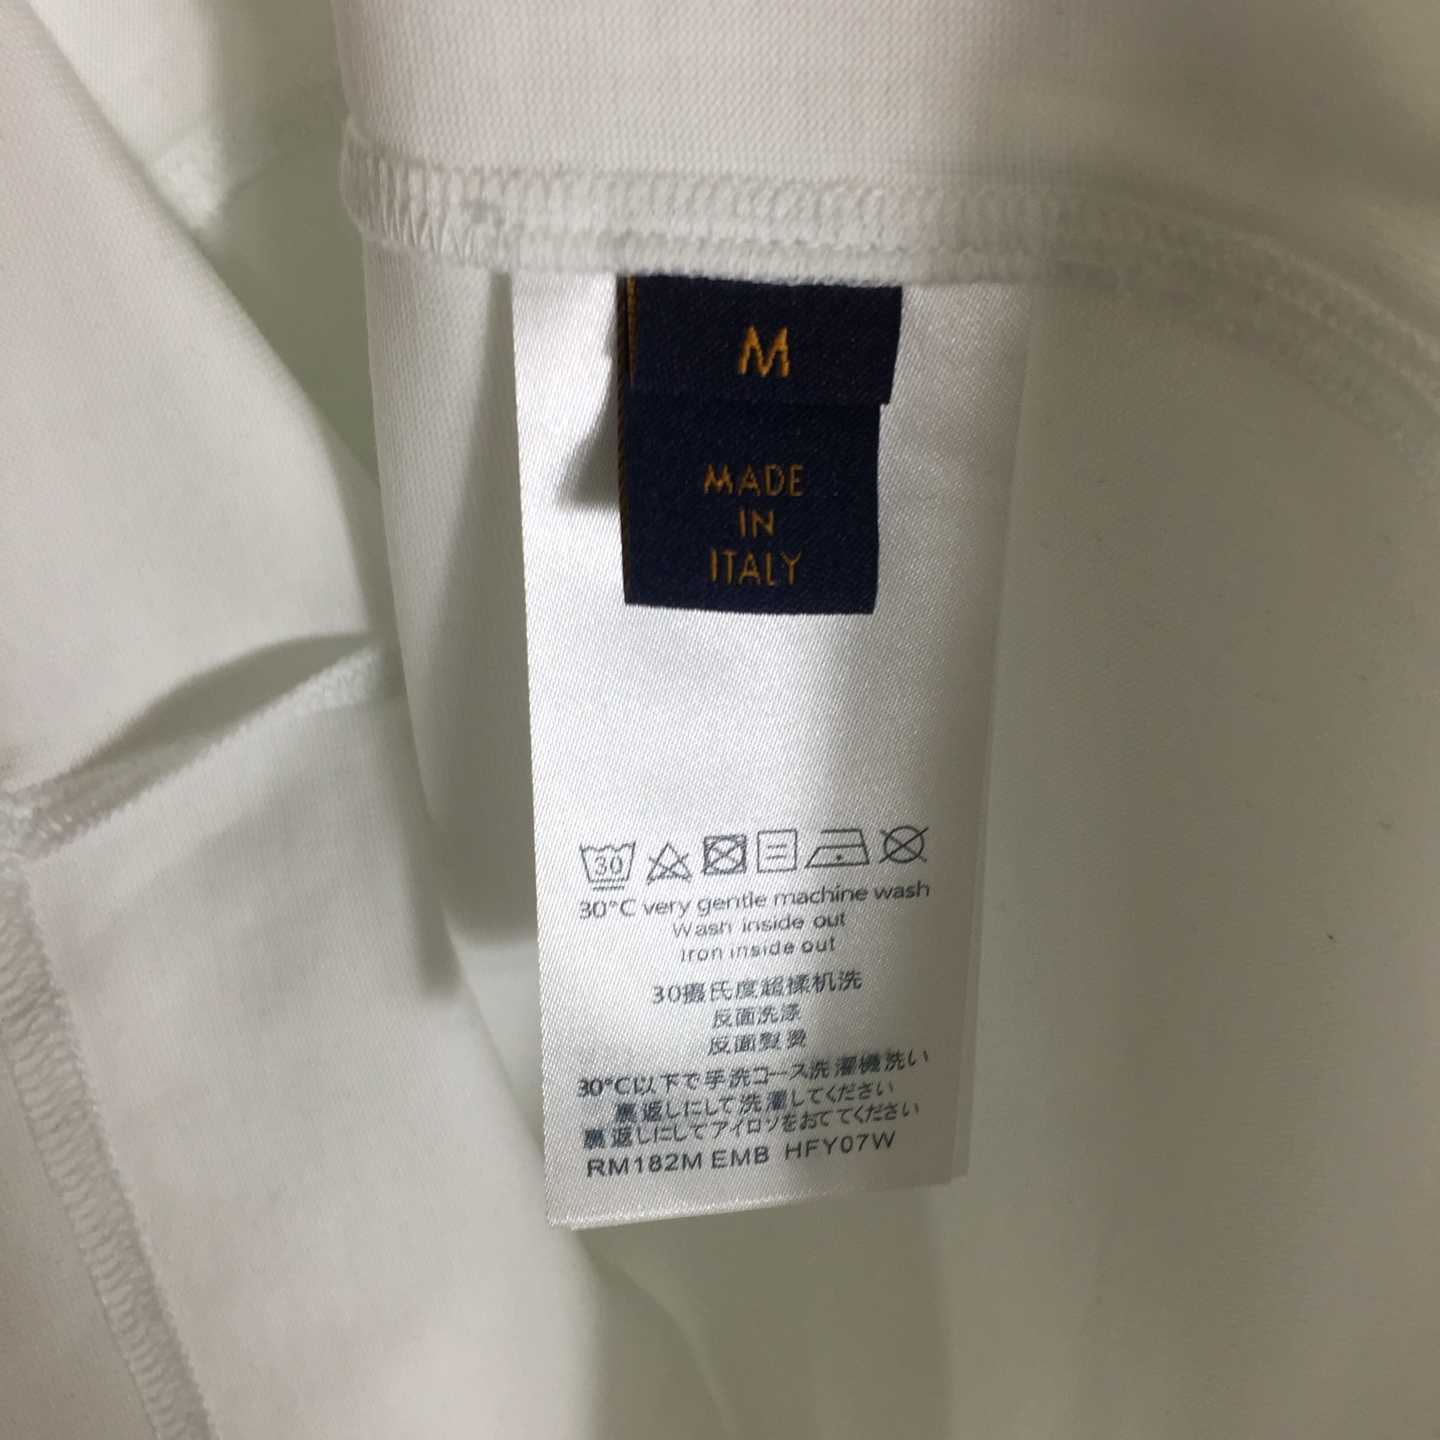 M
MADE
IN
ITALY
30
30°C very gentle machine wash
Wash inside out
Iron inside out
30摄氏度超揉机洗
反面洗涤
反面熨烫
30°C以下で手洗コース洗濯機洗い
裏返しにして洗濯してください
裏返しにしてアイロンをおててください
RM182M EMB HFY07W